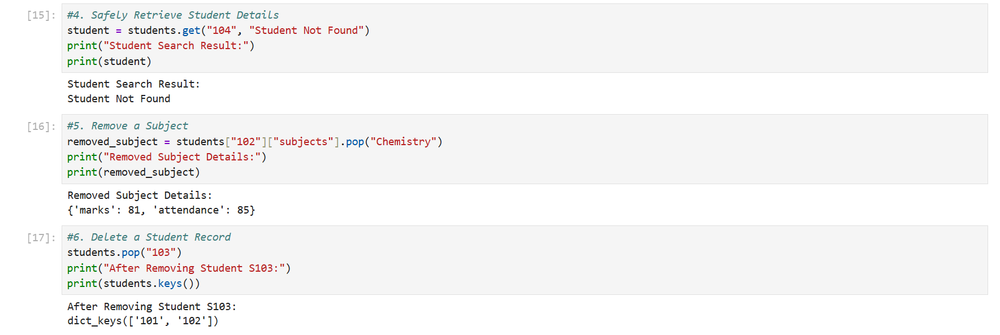 [15]: #4. Safely Retrieve Student Details
student = students.get("104", "Student Not Found")
print("Student Search Result:")
print(student)
Student Search Result:
Student Not Found
[16]: #5. Remove a Subject
removed_subject = students["102"]["subjects"].pop("Chemistry")
print("Removed Subject Details:")
print(removed_subject)
Removed Subject Details:
{'marks': 81, 'attendance': 85}
[17]: #6. Delete a Student Record
students.pop("103")
print("After Removing Student S103:")
print(students.keys())
After Removing Student S103:
dict_keys(['101', '102'])